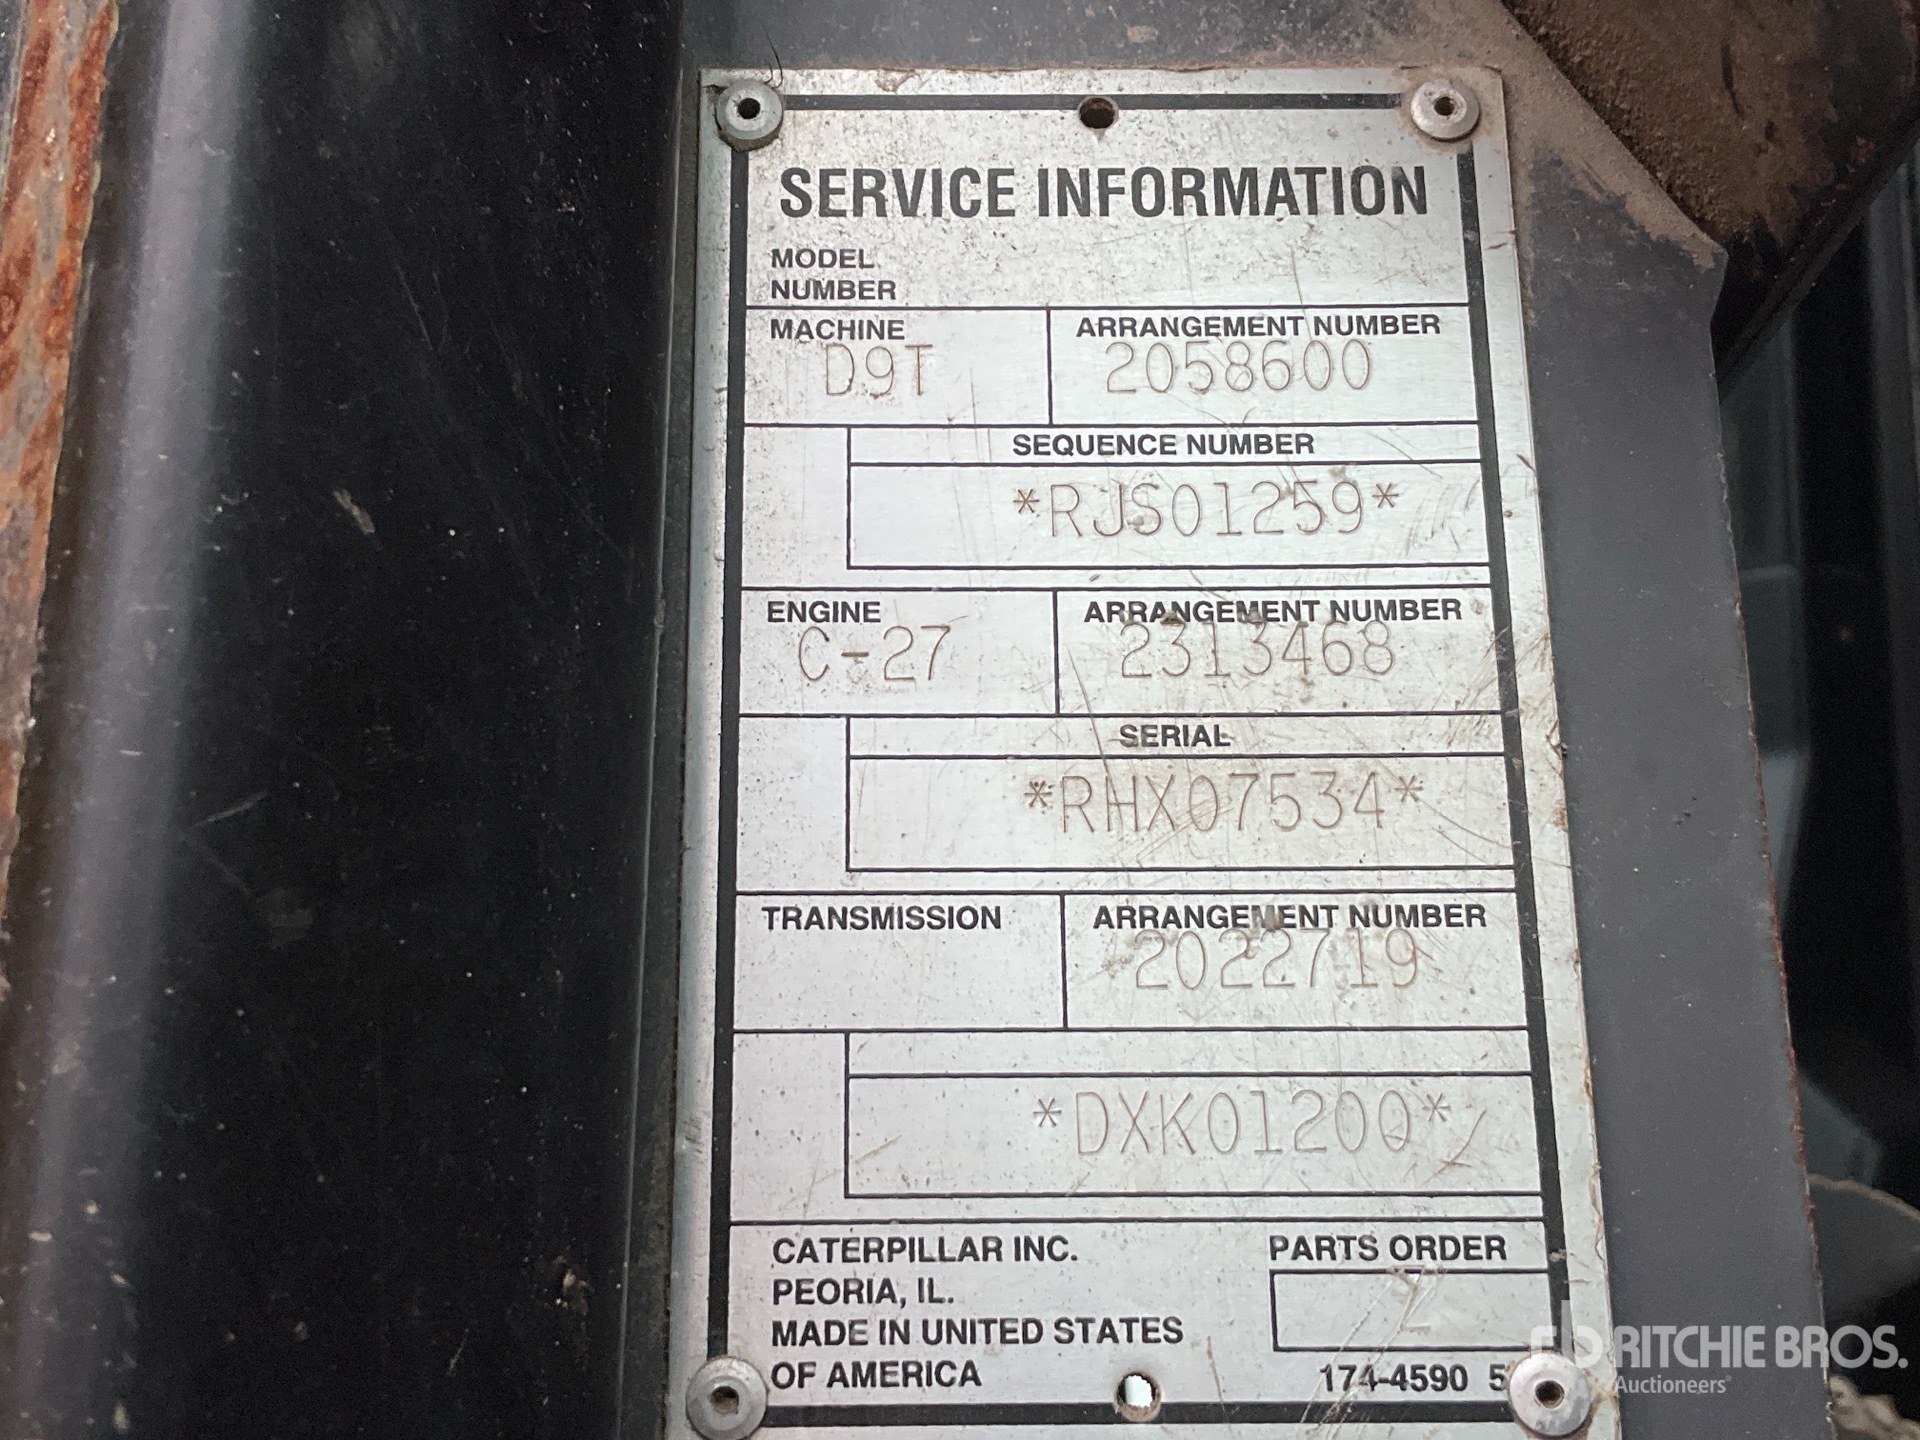 SERVICE INFORMATION
MODEL
NUMBER
MACHINE ARRANGEMENT NUMBER
D9T 2058600
SEQUENCE NUMBER
*RJS01259*
ENGINE ARRANGEMENT NUMBER
C-27 2313468
SERIAL
*RHX07534*
TRANSMISSION ARRANGEMENT NUMBER
2022719
*DXK01200*
CATERPILLAR INC. PARTS ORDER
PEORIA, IL.
MADE IN UNITED STATES
OF AMERICA 174-4590 5
RITCHIE BROS.
Auctioneers